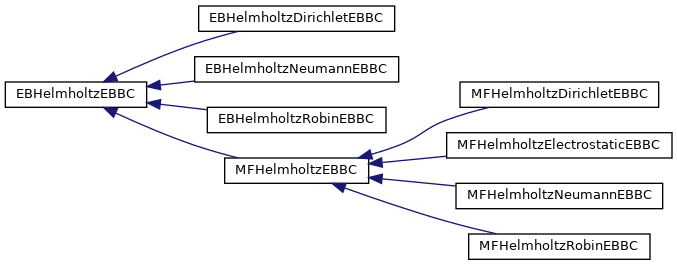 EBHelmholtzDirichletEBBC
EBHelmholtzNeumannEBBC
EBHelmholtzEBBC
MFHelmholtzDirichletEBBC
EBHelmholtzRobinEBBC
MFHelmholtzElectrostaticEBBC
MFHelmholtzEBBC
MFHelmholtzNeumannEBBC
MFHelmholtzRobinEBBC